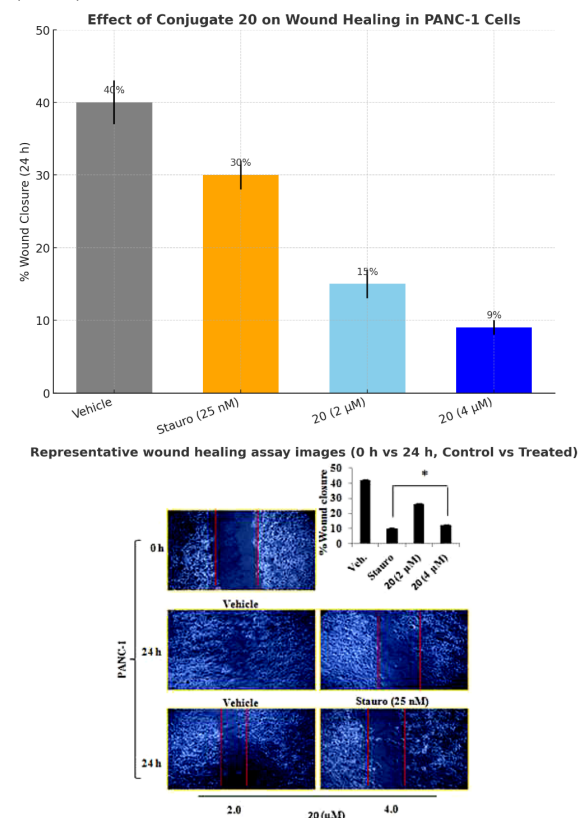 Effect of Conjugate 20 on Wound Healing in PANC-1 Cells
% Wound Closure (24 h)
50
40
30
20
10
0
40%
30%
15%
9%
Vehicle
Stauro (25 nM)
20 (2 μM)
20 (4 μM)
Representative wound healing assay images (0 h vs 24 h, Control vs Treated)
% Wound closure
50
40
30
20
10
0
*
Veh.
Stauro
20 (2 μM)
20 (4 μM)
PANC-1
0 h
Vehicle
24 h
Vehicle
Stauro (25 nM)
24 h
2.0
4.0
20 (μM)